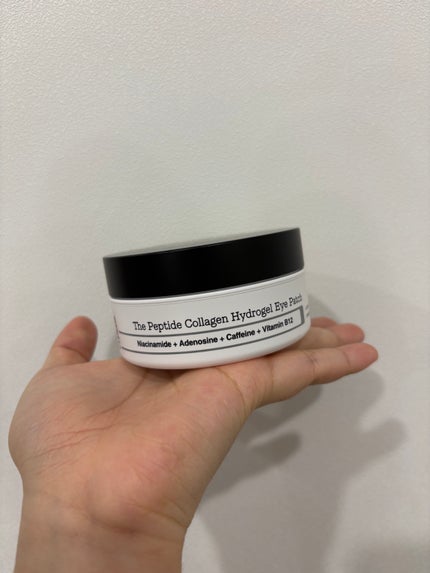 The Peptide Collagen Hydrogel Eye Patch
Niacinamide + Adenosine + Caffeine + Vitamin B12